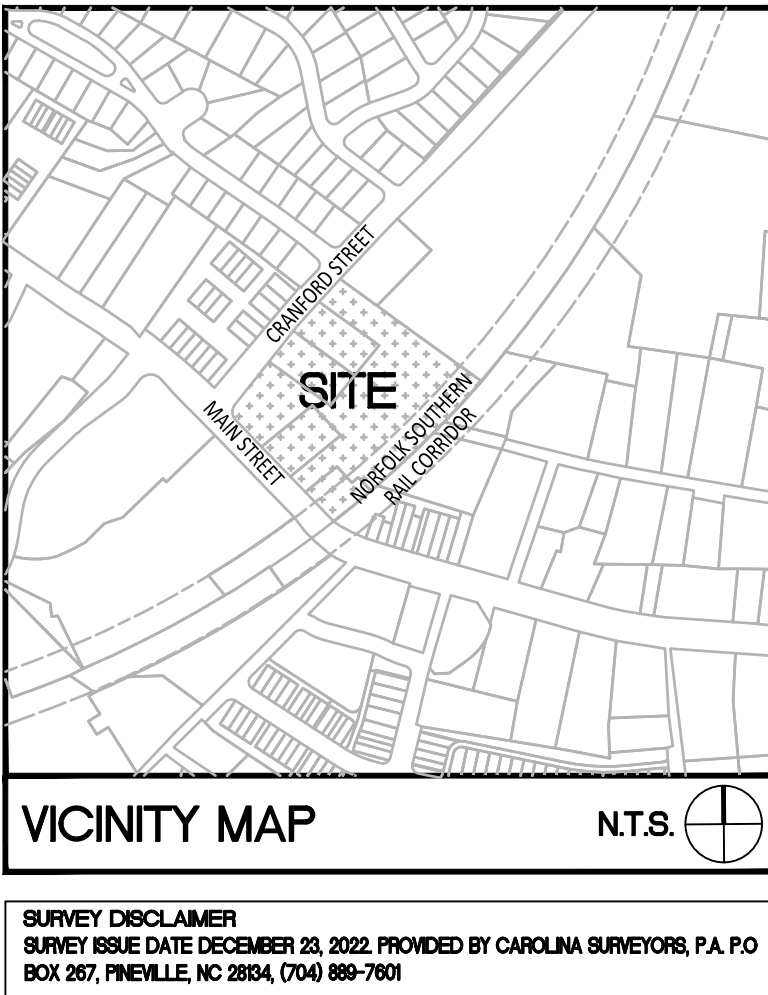 CRANFORD STREET
SITE
MAIN STREET
NORFOLK SOUTHERN
RAIL CORRIDOR
VICINITY MAP
N.T.S.
SURVEY DISCLAIMER
SURVEY ISSUE DATE DECEMBER 23, 2022. PROVIDED BY CAROLINA SURVEYORS, P.A. P.O
BOX 267, PINEVILLE, NC 28134, (704) 889-7601